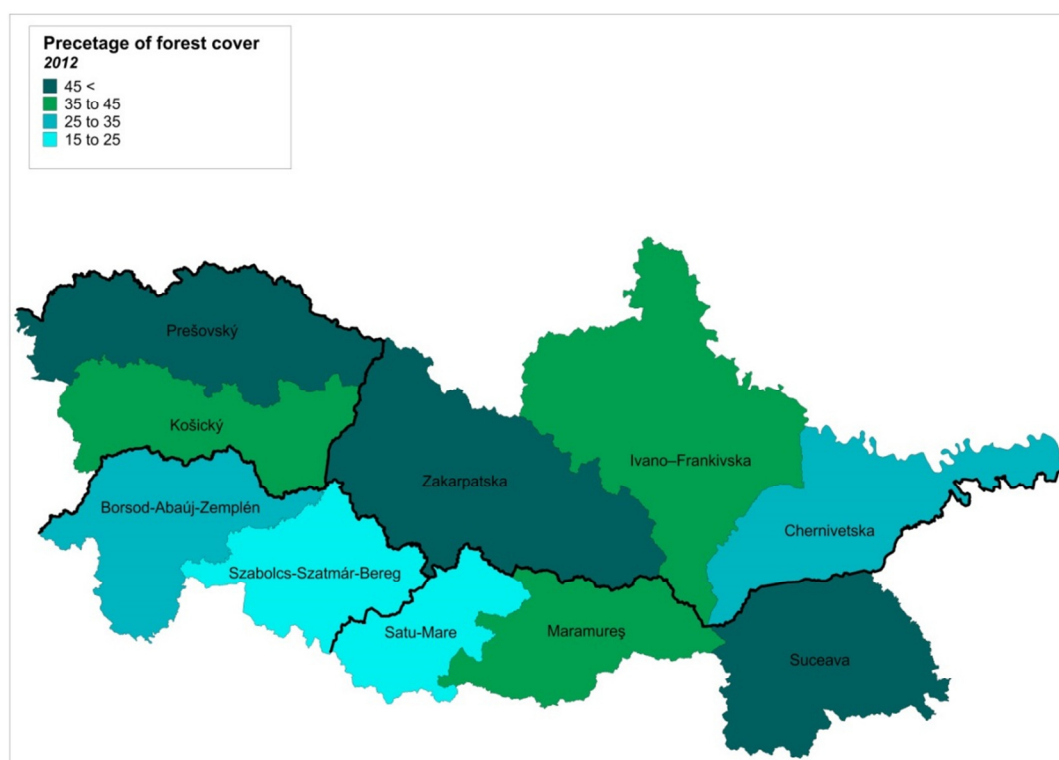 Precetage of forest cover
2012
45 <
35 to 45
25 to 35
15 to 25
Prešovský
Košický
Ivano–Frankivska
Zakarpatska
Borsod-Abaúj-Zemplén
Chernivetska
Szabolcs-Szatmár-Bereg
Satu-Mare
Maramureş
Suceava